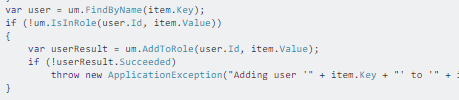 var user = um.FindByName(item.Key);
if (!um.IsInRole(user.Id, item.Value))
{
var userResult = um.AddToRole(user.Id, item.Value);
if (!userResult.Succeeded)
throw new ApplicationException("Adding user '" + item.Key + "' to '" +
}